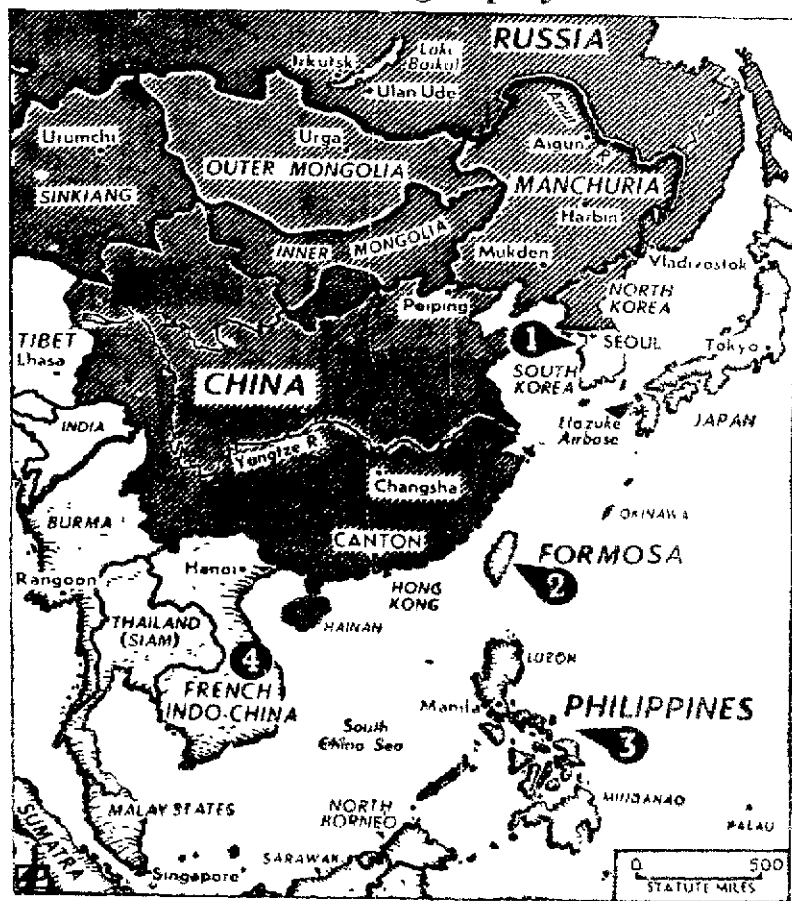 RUSSIA
Lake
Baikal
Irkutsk
Ulan Ude
Amur
R.
Urumchi
Urga
Aigun
OUTER MONGOLIA
MANCHURIA
SINKIANG
Harbin
INNER MONGOLIA
Mukden
Vladivostok
Peiping
NORTH
KOREA
TIBET
Lhasa
1
SEOUL
Tokyo
SOUTH
KOREA
CHINA
Itazuke
Airbase
JAPAN
INDIA
Yangtze R.
Changsha
OKINAWA
BURMA
CANTON
FORMOSA
Hanoi
Rangoon
HONG
KONG
2
HAINAN
THAILAND
(SIAM)
4
LUZON
FRENCH
INDO-CHINA
Manila
PHILIPPINES
South
China Sea
3
MALAY STATES
NORTH
BORNEO
MINDANAO
SUMATRA
PALAU
SARAWAK
Singapore
0 500
STATUTE MILES